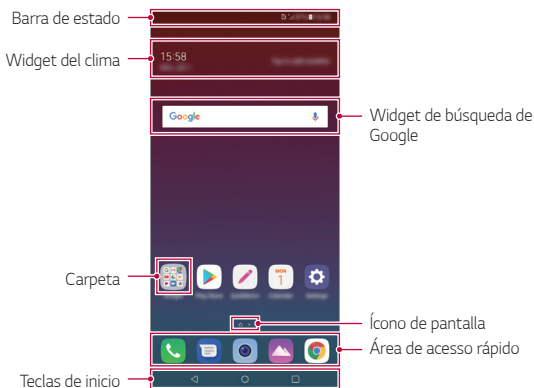 Barra de estado
Widget del clima
15:58
Google
Widget de búsqueda de
Google
Carpeta
MON
1
Ícono de pantalla
Área de acesso rápido
Teclas de inicio